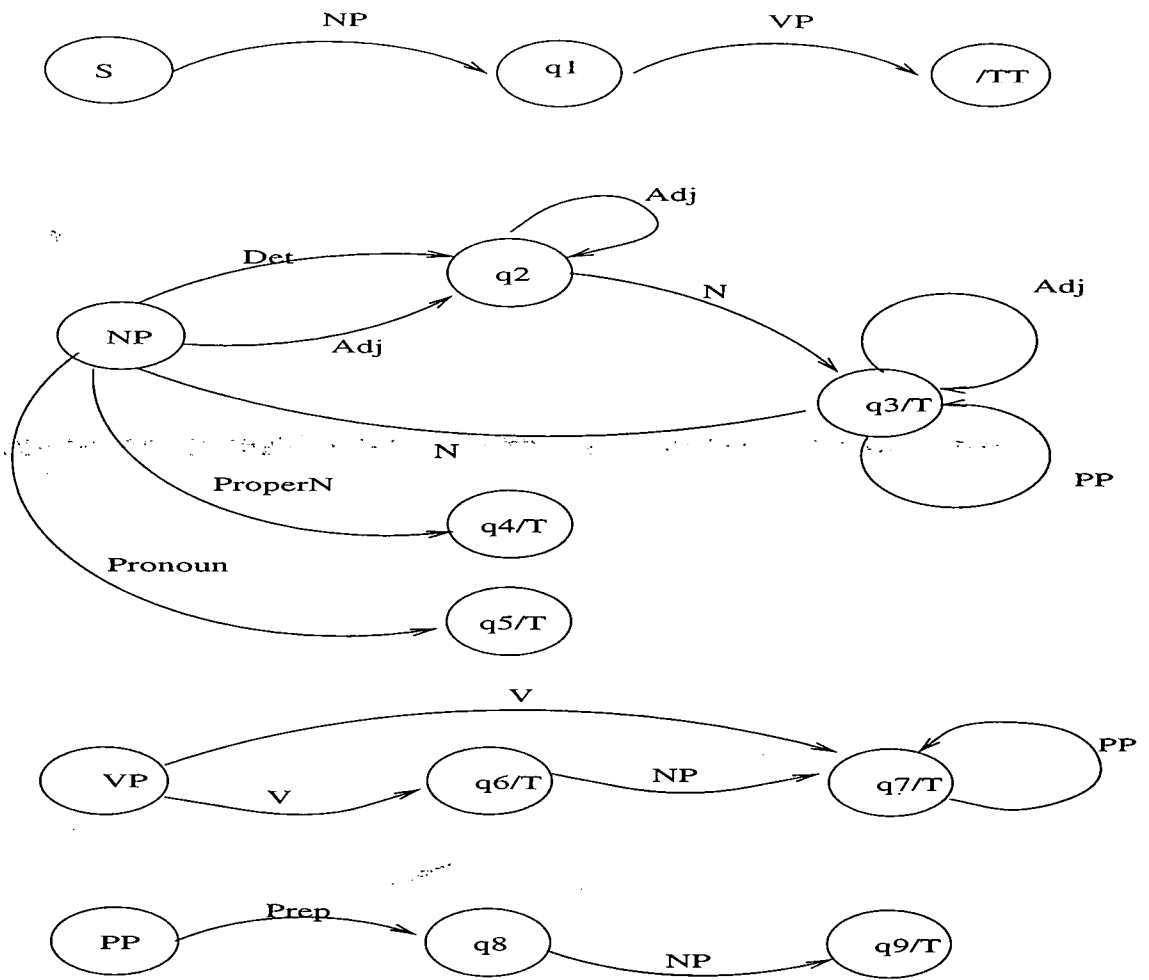 NP
VP
S
q1
/TT
Adj
Det
q2
N
Adj
NP
Adj
q3/T
N
PP
ProperN
q4/T
Pronoun
q5/T
V
PP
VP
V
q6/T
NP
q7/T
Prep
PP
q8
NP
q9/T